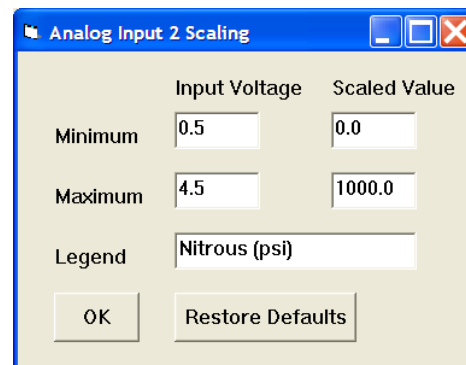 Analog Input 2 Scaling
Input Voltage Scaled Value
Minimum 0.5 0.0
Maximum 4.5 1000.0
Legend Nitrous (psi)
OK Restore Defaults